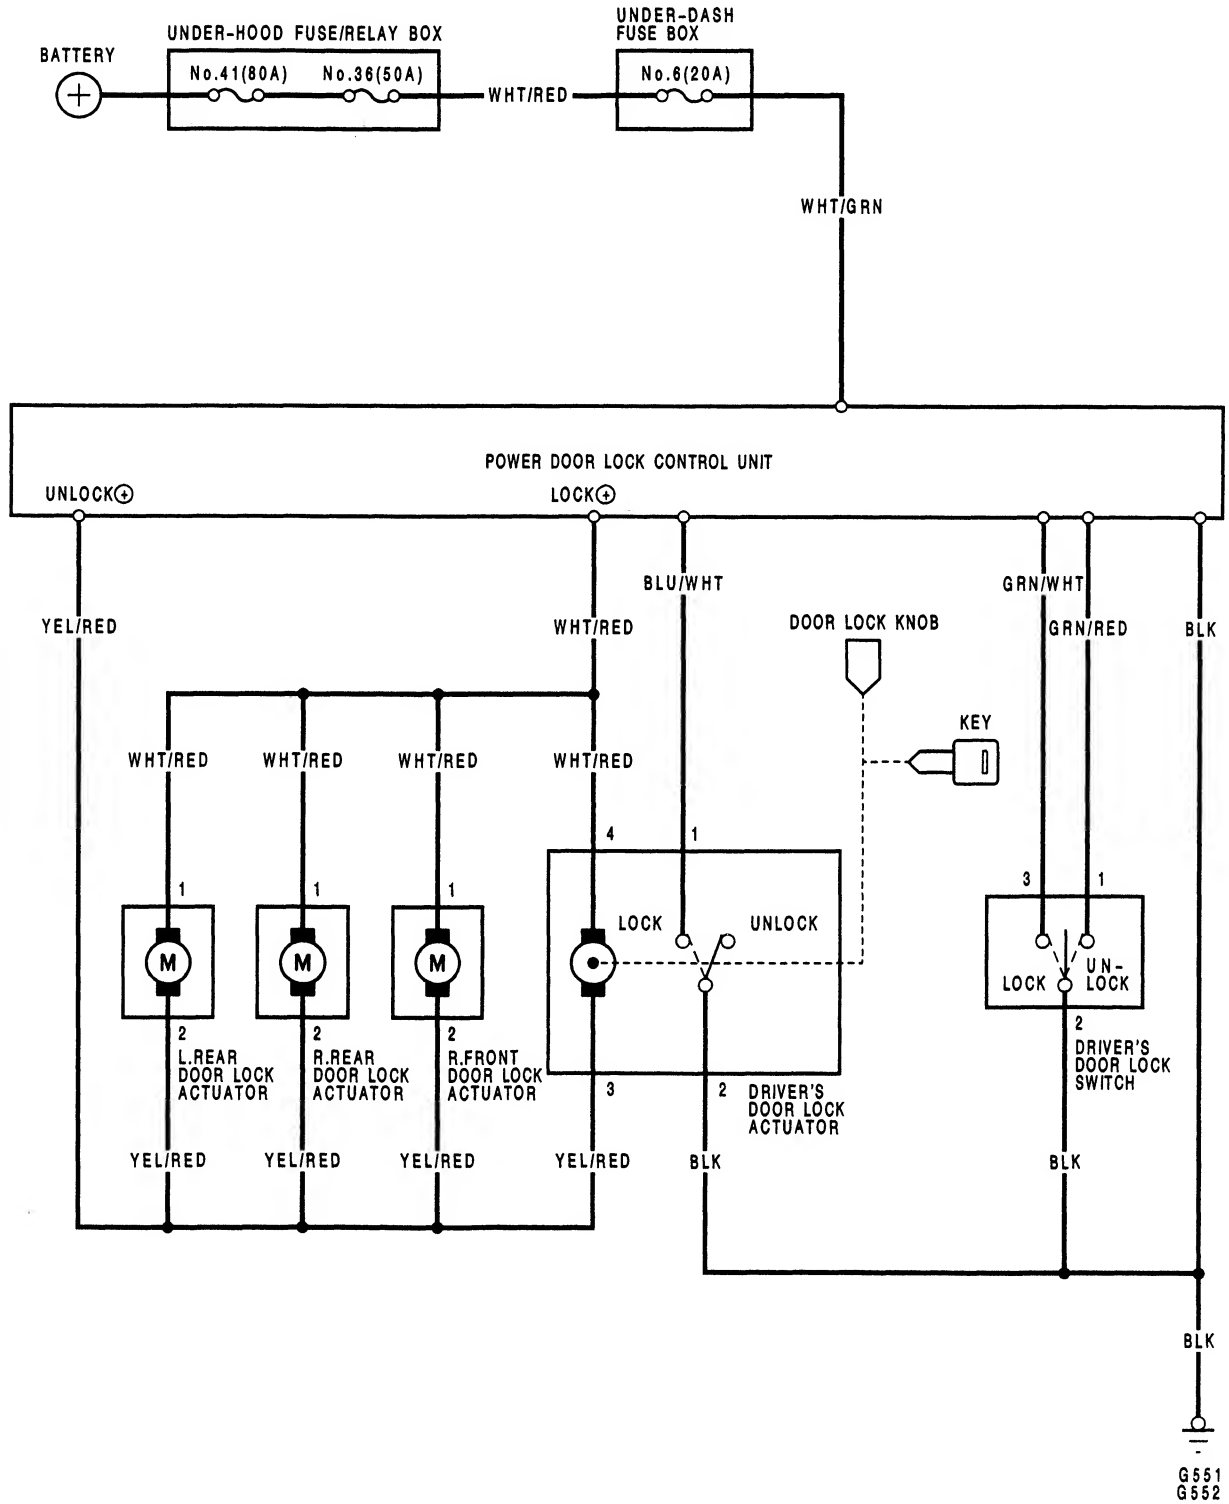 UNDER-HOOD FUSE/RELAY BOX
UNDER-DASH
FUSE BOX
BATTERY
No.41(80A)
No.36(50A)
No.6(20A)
WHT/RED
WHT/GRN
POWER DOOR LOCK CONTROL UNIT
UNLOCK⊕
LOCK⊕
BLU/WHT
GRN/WHT
YEL/RED
WHT/RED
DOOR LOCK KNOB
GRN/RED
BLK
KEY
WHT/RED
WHT/RED
WHT/RED
WHT/RED
4
1
3
1
1
1
1
LOCK
UNLOCK
M
M
M
LOCK
UN-
LOCK
2
L.REAR
DOOR LOCK
ACTUATOR
2
R.REAR
DOOR LOCK
ACTUATOR
2
R.FRONT
DOOR LOCK
ACTUATOR
3
2
DRIVER'S
DOOR LOCK
ACTUATOR
2
DRIVER'S
DOOR LOCK
SWITCH
YEL/RED
YEL/RED
YEL/RED
YEL/RED
BLK
BLK
BLK
G551
G552